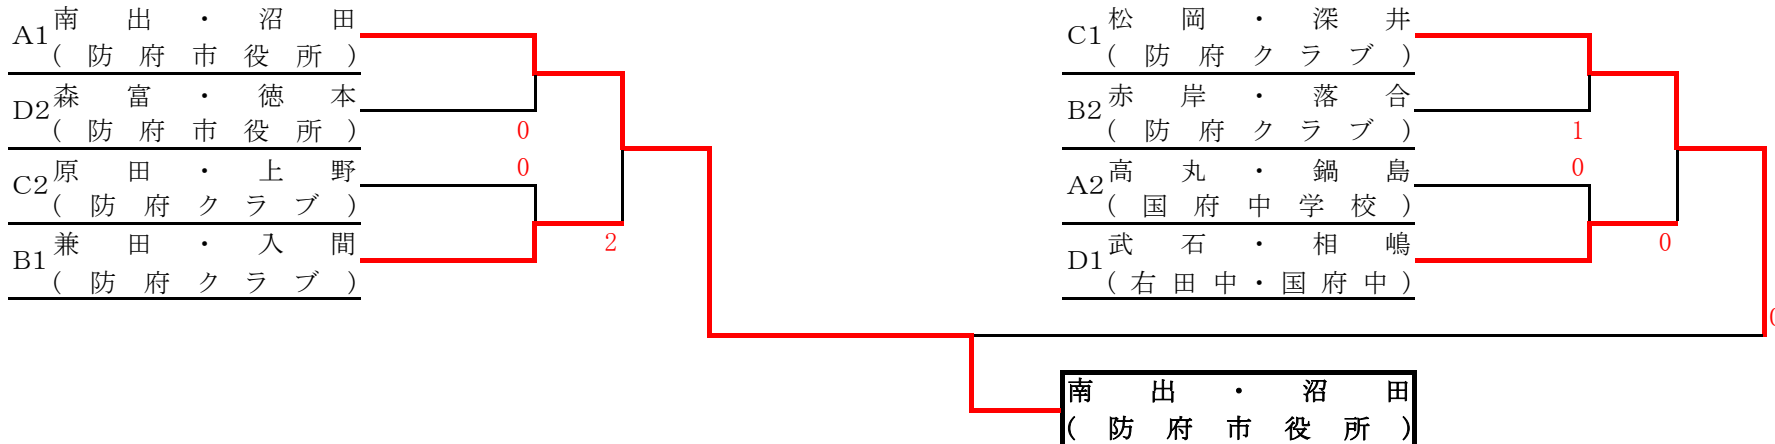 A1 南出・沼田
(防府市役所)
D2 森富・徳本
(防府市役所)
0
0
C2 原田・上野
(防府クラブ)
B1 兼田・入間
(防府クラブ)
2
C1 松岡・深井
(防府クラブ)
B2 赤岸・落合
(防府クラブ)
1
0
A2 高丸・鍋島
(国府中学校)
D1 武石・相嶋
(右田中・国府中)
0
0
南出・沼田
(防府市役所)